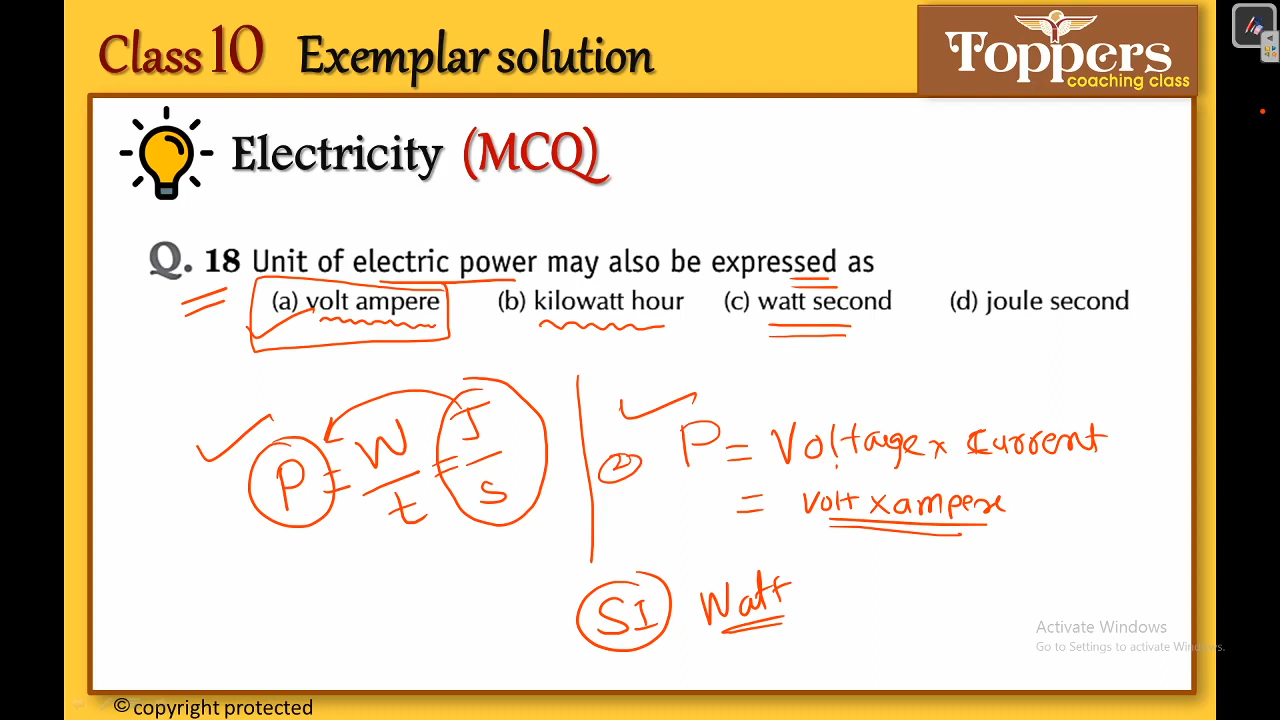 Class 10 Exemplar solution
TOPPERS
coaching class
Electricity (MCQ)
Q. 18 Unit of electric power may also be expressed as
(a) volt ampere (b) kilowatt hour (c) watt second (d) joule second
P = W/t = J/s
(2) P = Voltage x Current
= volt x ampere
SI Watt
Activate Windows
Go to Settings to activate Windows.
© copyright protected